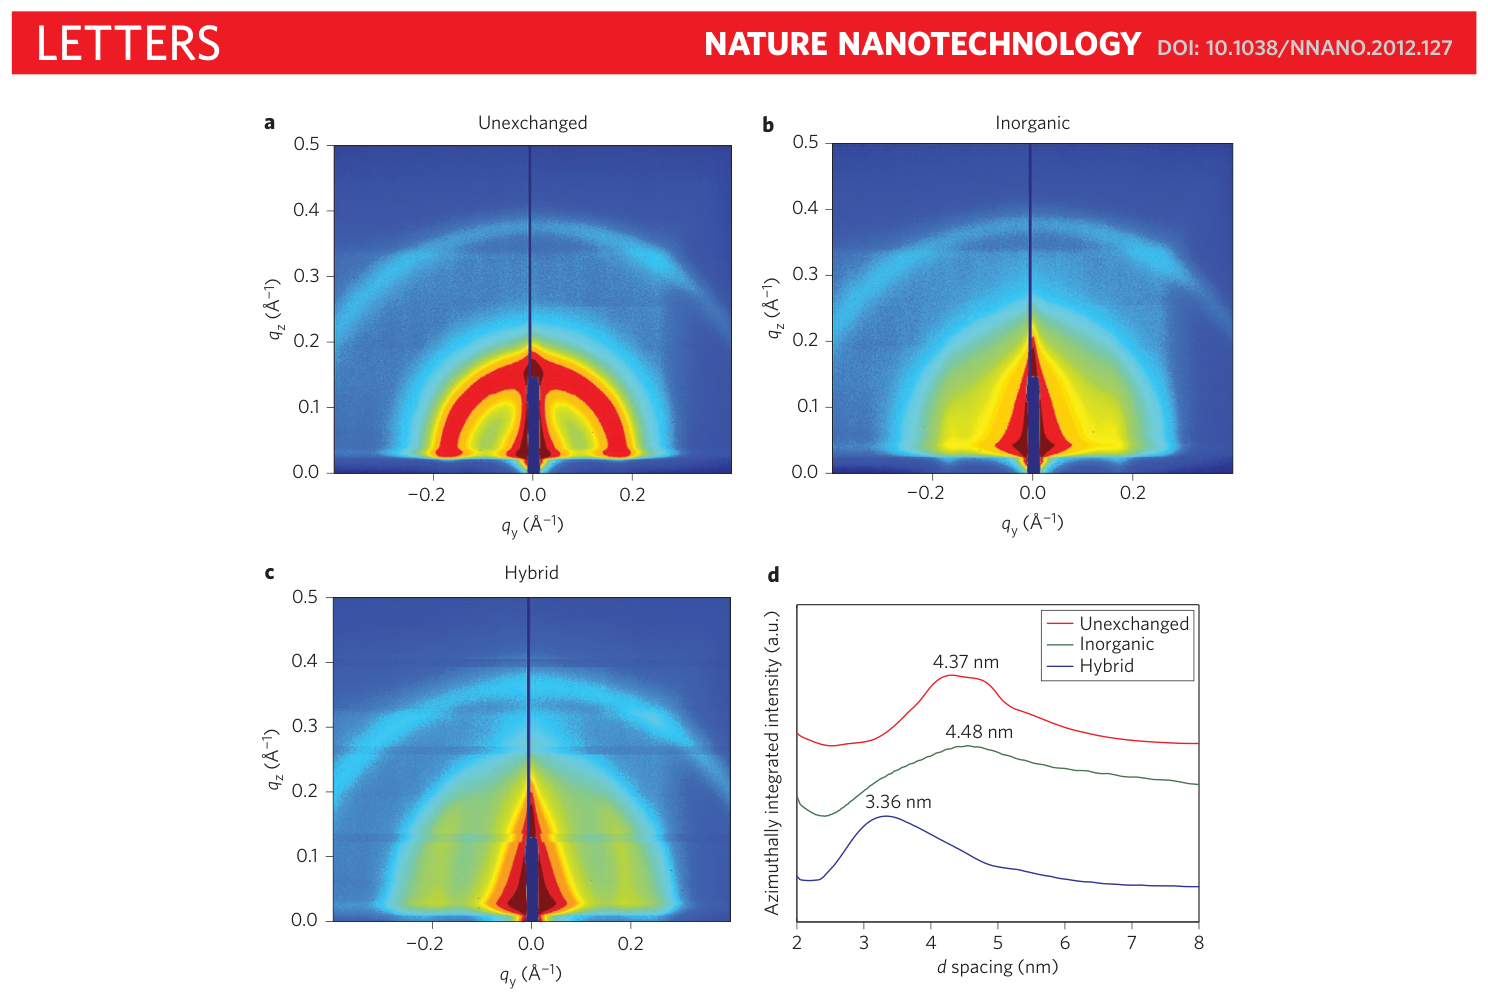 LETTERS
NATURE NANOTECHNOLOGY DOI: 10.1038/NNANO.2012.127
a
Unexchanged
0.5
0.4
0.3
0.2
0.1
0.0
qz (Å−1)
−0.2 0.0 0.2
qy (Å−1)
b
Inorganic
0.5
0.4
0.3
0.2
0.1
0.0
qz (Å−1)
−0.2 0.0 0.2
qy (Å−1)
c
Hybrid
0.5
0.4
0.3
0.2
0.1
0.0
qz (Å−1)
−0.2 0.0 0.2
qy (Å−1)
d
Azimuthally integrated intensity (a.u.)
Unexchanged
Inorganic
Hybrid
4.37 nm
4.48 nm
3.36 nm
2 3 4 5 6 7 8
d spacing (nm)